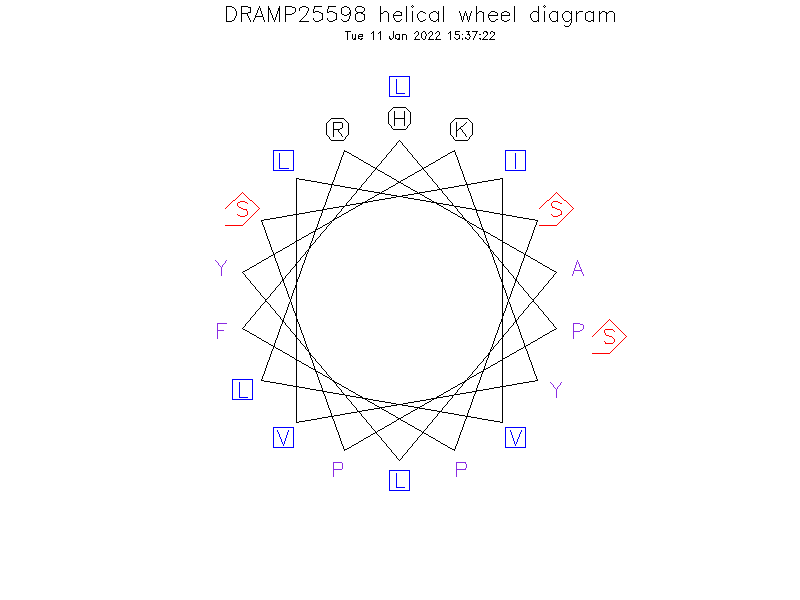 DRAMP25598 helical wheel diagram
Tue 11 Jan 2022 15:37:22
L
R H K
L I
S S
Y A
F P S
L Y
V V
P P
L